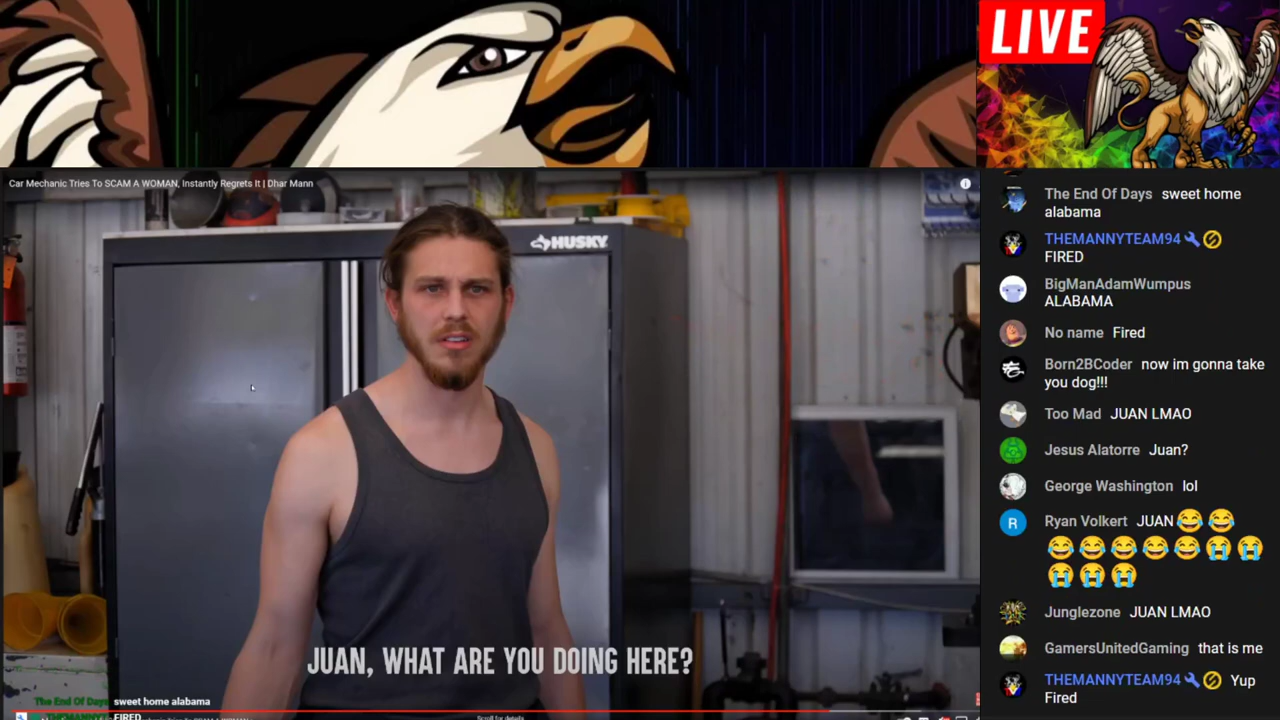 LIVE
Car Mechanic Tries To SCAM A WOMAN, Instantly Regrets It | Dhar Mann
HUSKY
JUAN, WHAT ARE YOU DOING HERE?
The End Of Days sweet home alabama
FIRED
Scroll for details
The End Of Days sweet home
alabama
THEMANNYTEAM94
FIRED
BigManAdamWumpus
ALABAMA
No name Fired
Born2BCoder now im gonna take
you dog!!!
Too Mad JUAN LMAO
Jesus Alatorre Juan?
George Washington lol
R Ryan Volkert JUAN😂😂
😂😂😂😂😂😭😭
😭😭😭
Junglezone JUAN LMAO
GamersUnitedGaming that is me
THEMANNYTEAM94 Yup
Fired